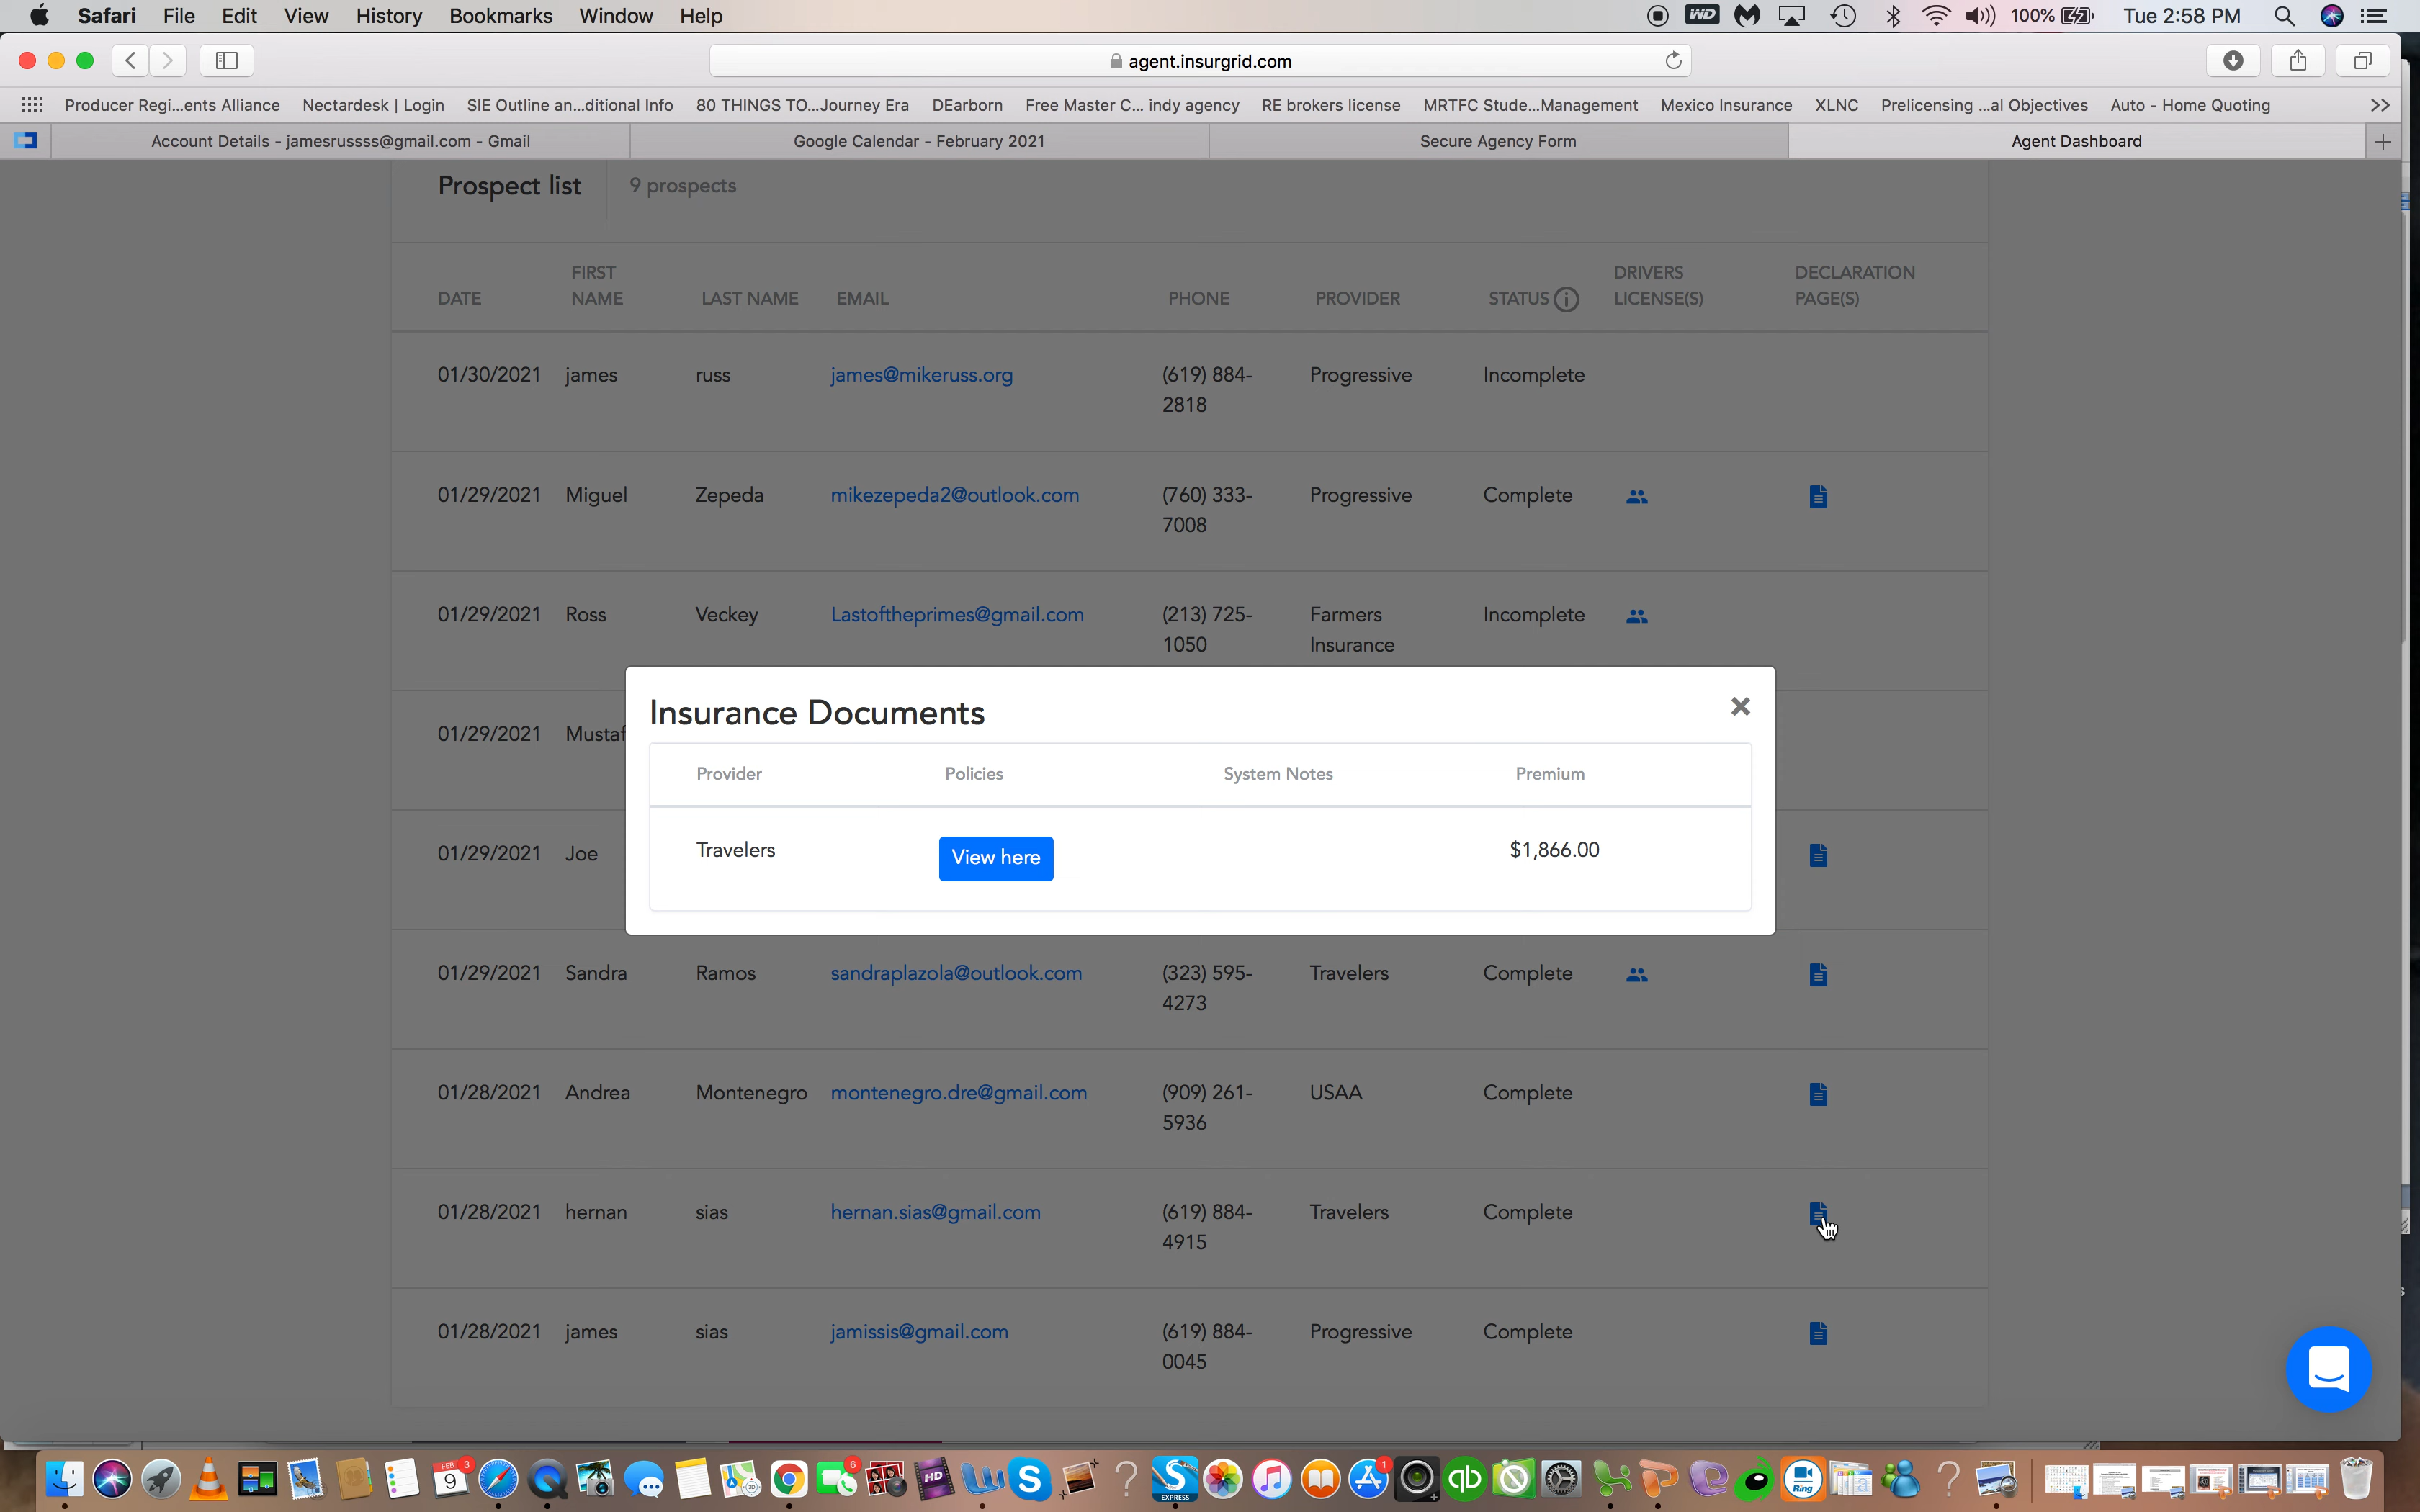 Safari File Edit View History Bookmarks Window Help WD 100% Tue 2:58 PM
agent.insurgrid.com
Producer Regi...ents Alliance Nectardesk | Login SIE Outline an...ditional Info 80 THINGS TO...Journey Era DEarborn Free Master C... indy agency RE brokers license MRTFC Stude...Management Mexico Insurance XLNC Prelicensing ...al Objectives Auto - Home Quoting
Account Details - jamesrussss@gmail.com - Gmail Google Calendar - February 2021 Secure Agency Form Agent Dashboard
Prospect list 9 prospects
FIRST DRIVERS DECLARATION
DATE NAME LAST NAME EMAIL PHONE PROVIDER STATUS LICENSE(S) PAGE(S)
01/30/2021 james russ james@mikeruss.org (619) 884- Progressive Incomplete
2818
01/29/2021 Miguel Zepeda mikezepeda2@outlook.com (760) 333- Progressive Complete
7008
01/29/2021 Ross Veckey Lastoftheprimes@gmail.com (213) 725- Farmers Incomplete
1050 Insurance
01/29/2021 Mustaf
Insurance Documents
Provider Policies System Notes Premium
Travelers View here $1,866.00
01/29/2021 Joe
01/29/2021 Sandra Ramos sandraplazola@outlook.com (323) 595- Travelers Complete
4273
01/28/2021 Andrea Montenegro montenegro.dre@gmail.com (909) 261- USAA Complete
5936
01/28/2021 hernan sias hernan.sias@gmail.com (619) 884- Travelers Complete
4915
01/28/2021 james sias jamissis@gmail.com (619) 884- Progressive Complete
0045
FEB 3 9 6 HD S S EXPRESS 1 qb Ring